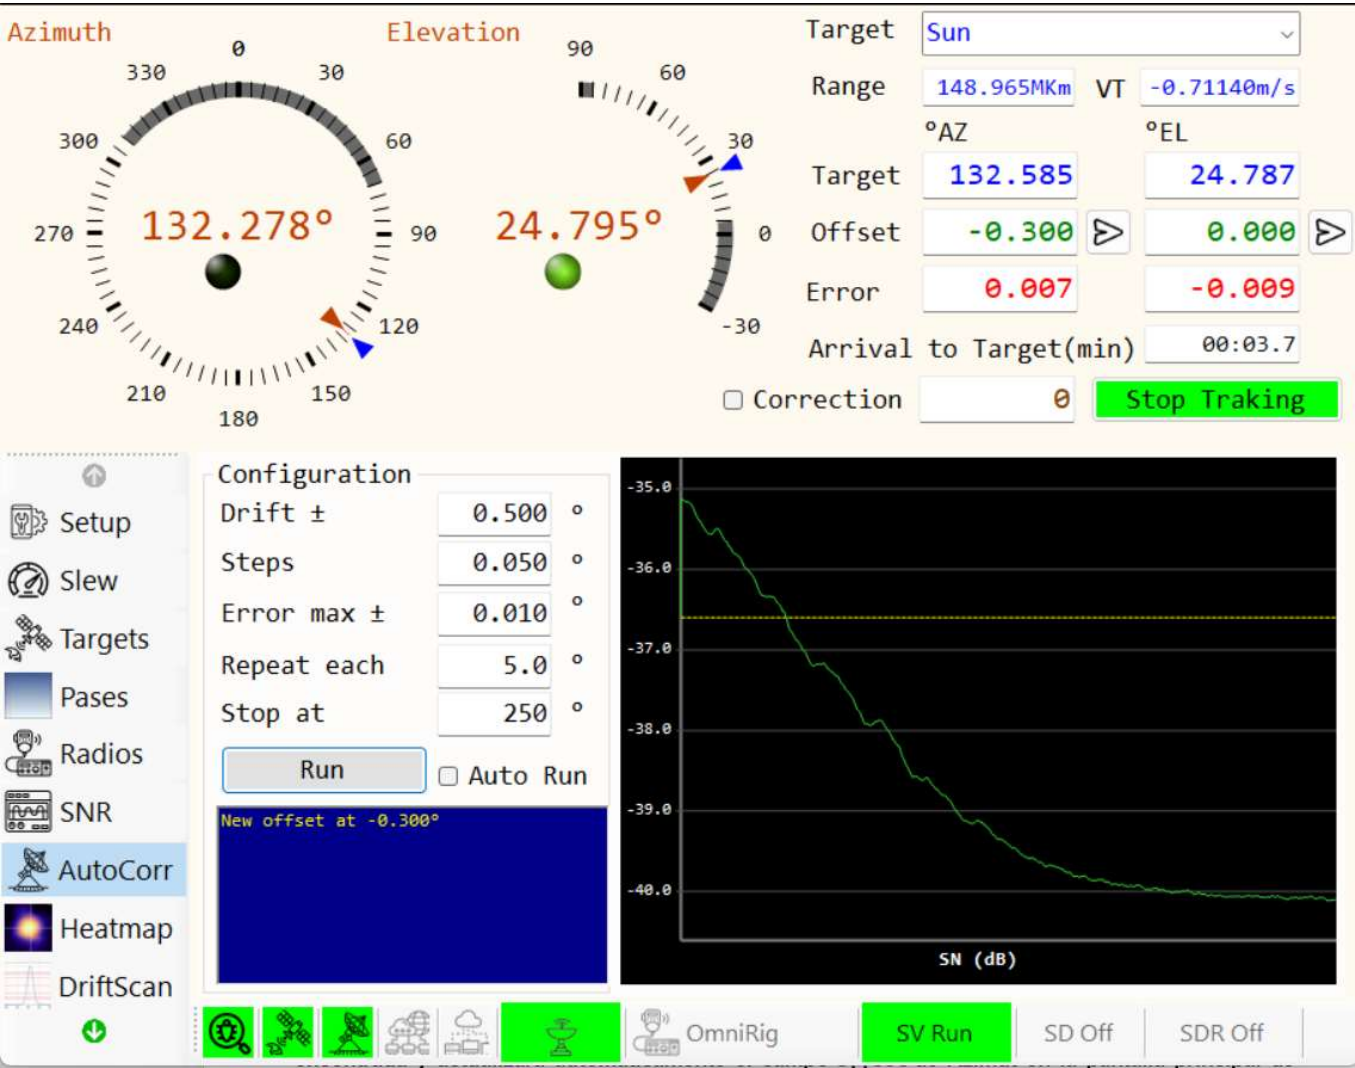 Azimuth
Elevation
Target
Sun
0
30
60
90
120
150
180
210
240
270
300
330
132.278°
90
60
30
0
-30
24.795°
Range 148.965MKm VT -0.71140m/s
°AZ °EL
Target 132.585 24.787
Offset -0.300 0.000
Error 0.007 -0.009
Arrival to Target(min) 00:03.7
Correction 0 Stop Traking
Setup
Slew
Targets
Pases
Radios
SNR
AutoCorr
Heatmap
DriftScan
Configuration
Drift ± 0.500 °
Steps 0.050 °
Error max ± 0.010 °
Repeat each 5.0 °
Stop at 250 °
Run Auto Run
New offset at -0.300°
-35.0
-36.0
-37.0
-38.0
-39.0
-40.0
SN (dB)
OmniRig SV Run SD Off SDR Off